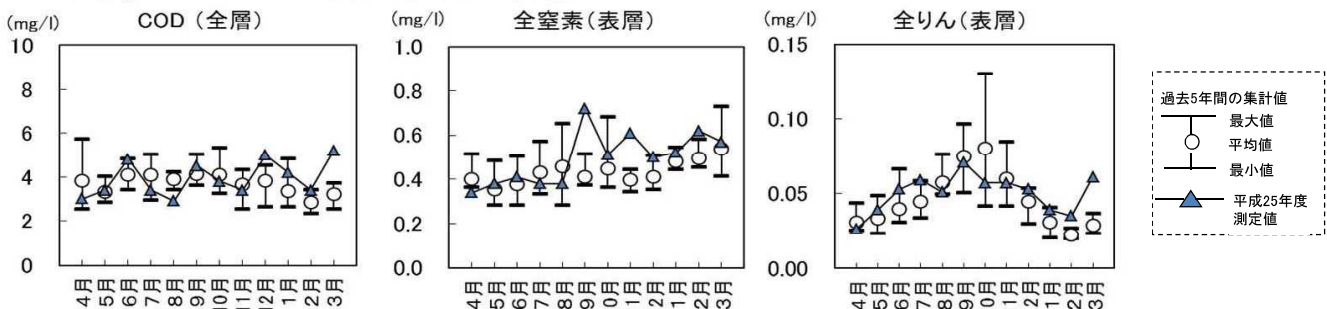 COD (全層)
(mg/l)
10
8
6
4
2
0
4月
5月
6月
7月
8月
9月
10月
11月
12月
1月
2月
3月
全窒素(表層)
(mg/l)
1.0
0.8
0.6
0.4
0.2
0.0
4月
5月
6月
7月
8月
9月
0月
1月
2月
1月
2月
3月
全りん(表層)
(mg/l)
0.15
0.10
0.05
0.00
4月
5月
6月
7月
8月
9月
0月
1月
2月
1月
2月
3月
過去5年間の集計値
最大値
平均値
最小値
平成25年度
測定値